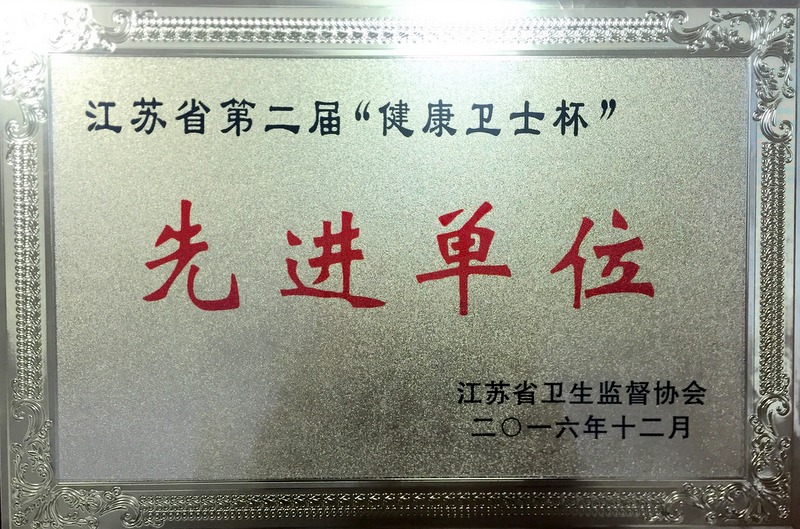 江苏省第二届“健康卫士杯”
先进单位
江苏省卫生监督协会
二〇一六年十二月